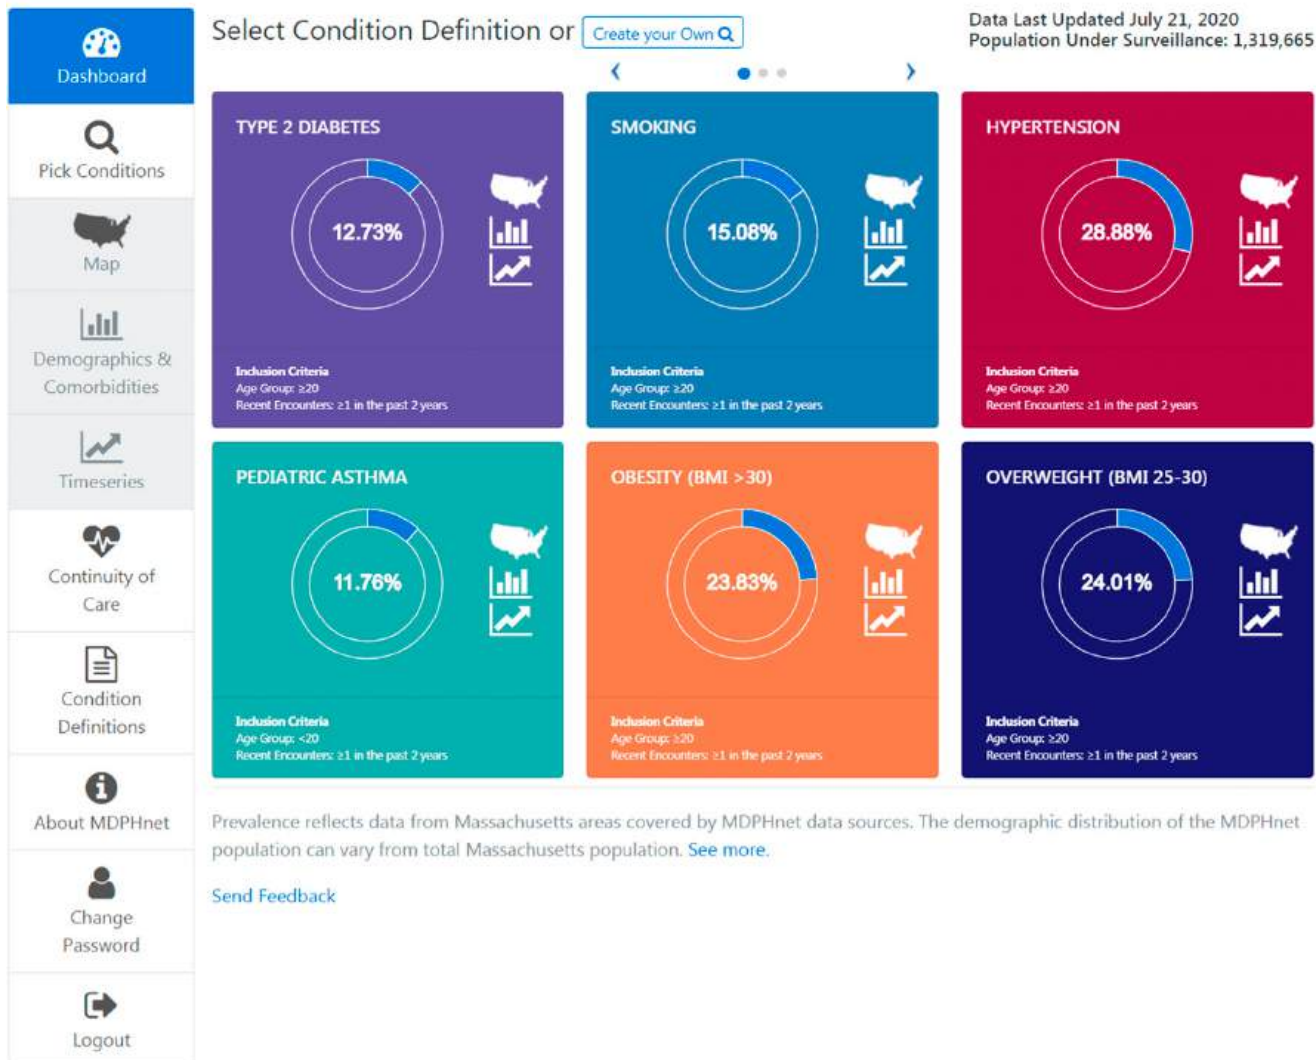 Dashboard
Pick Conditions
Map
Demographics &
Comorbidities
Timeseries
Continuity of
Care
Condition
Definitions
About MDPHnet
Change
Password
Logout
Select Condition Definition or Create your Own
Data Last Updated July 21, 2020
Population Under Surveillance: 1,319,665
TYPE 2 DIABETES
12.73%
Inclusion Criteria
Age Group: ≥20
Recent Encounters: ≥1 in the past 2 years
SMOKING
15.08%
Inclusion Criteria
Age Group: ≥20
Recent Encounters: ≥1 in the past 2 years
HYPERTENSION
28.88%
Inclusion Criteria
Age Group: ≥20
Recent Encounters: ≥1 in the past 2 years
PEDIATRIC ASTHMA
11.76%
Inclusion Criteria
Age Group: <20
Recent Encounters: ≥1 in the past 2 years
OBESITY (BMI >30)
23.83%
Inclusion Criteria
Age Group: ≥20
Recent Encounters: ≥1 in the past 2 years
OVERWEIGHT (BMI 25-30)
24.01%
Inclusion Criteria
Age Group: ≥20
Recent Encounters: ≥1 in the past 2 years
Prevalence reflects data from Massachusetts areas covered by MDPHnet data sources. The demographic distribution of the MDPHnet
population can vary from total Massachusetts population. See more.
Send Feedback